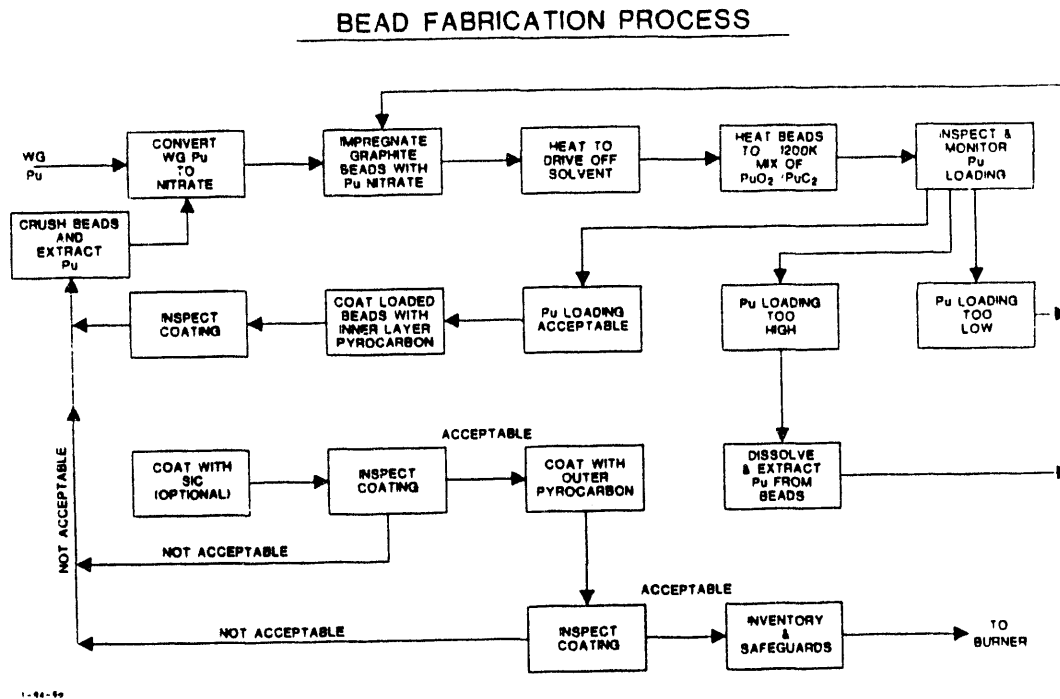 BEAD FABRICATION PROCESS
WG
Pu
CONVERT
WG Pu
TO
NITRATE
IMPREGNATE
GRAPHITE
BEADS WITH
Pu NITRATE
HEAT TO
DRIVE OFF
SOLVENT
HEAT BEADS
TO 1200K
MIX OF
PuO₂/PuC₂
INSPECT &
MONITOR
Pu
LOADING
CRUSH BEADS
AND
EXTRACT
Pu
INSPECT
COATING
COAT LOADED
BEADS WITH
INNER LAYER
PYROCARBON
Pu LOADING
ACCEPTABLE
Pu LOADING
TOO
HIGH
Pu LOADING
TOO
LOW
NOT ACCEPTABLE
COAT WITH
SIC
(OPTIONAL)
INSPECT
COATING
ACCEPTABLE
COAT WITH
OUTER
PYROCARBON
DISSOLVE
& EXTRACT
Pu FROM
BEADS
NOT ACCEPTABLE
NOT ACCEPTABLE
INSPECT
COATING
ACCEPTABLE
INVENTORY
&
SAFEGUARDS
TO
BURNER